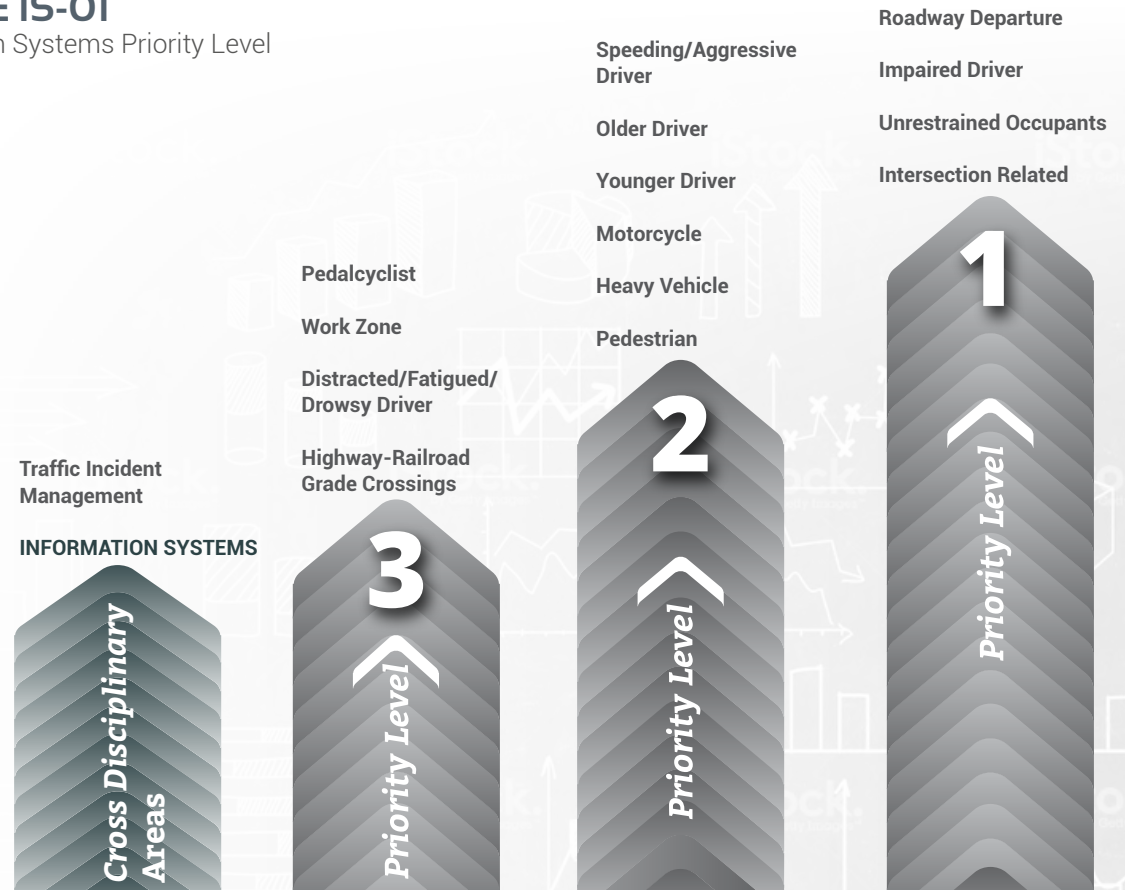 E IS-01
n Systems Priority Level
Traffic Incident
Management
INFORMATION SYSTEMS
Cross Disciplinary
Areas
Pedalcyclist
Work Zone
Distracted/Fatigued/
Drowsy Driver
Highway-Railroad
Grade Crossings
3
Priority Level
Speeding/Aggressive
Driver
Older Driver
Younger Driver
Motorcycle
Heavy Vehicle
Pedestrian
2
Priority Level
Roadway Departure
Impaired Driver
Unrestrained Occupants
Intersection Related
1
Priority Level